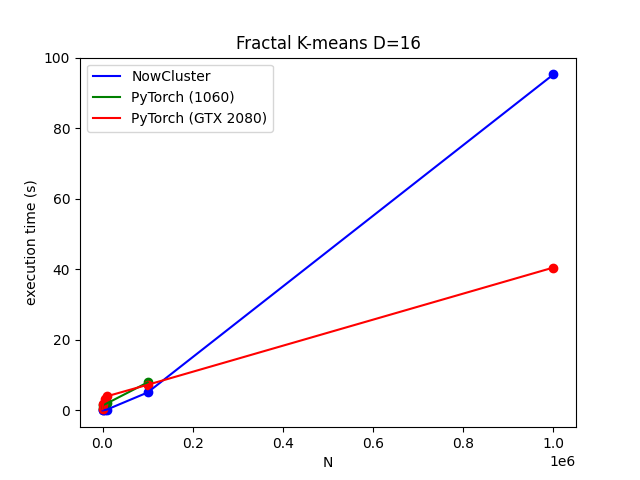 Fractal K-means D=16
NowCluster
PyTorch (1060)
PyTorch (GTX 2080)
execution time (s)
100
80
60
40
20
0
0.0 0.2 0.4 0.6 0.8 1.0
1e6
N